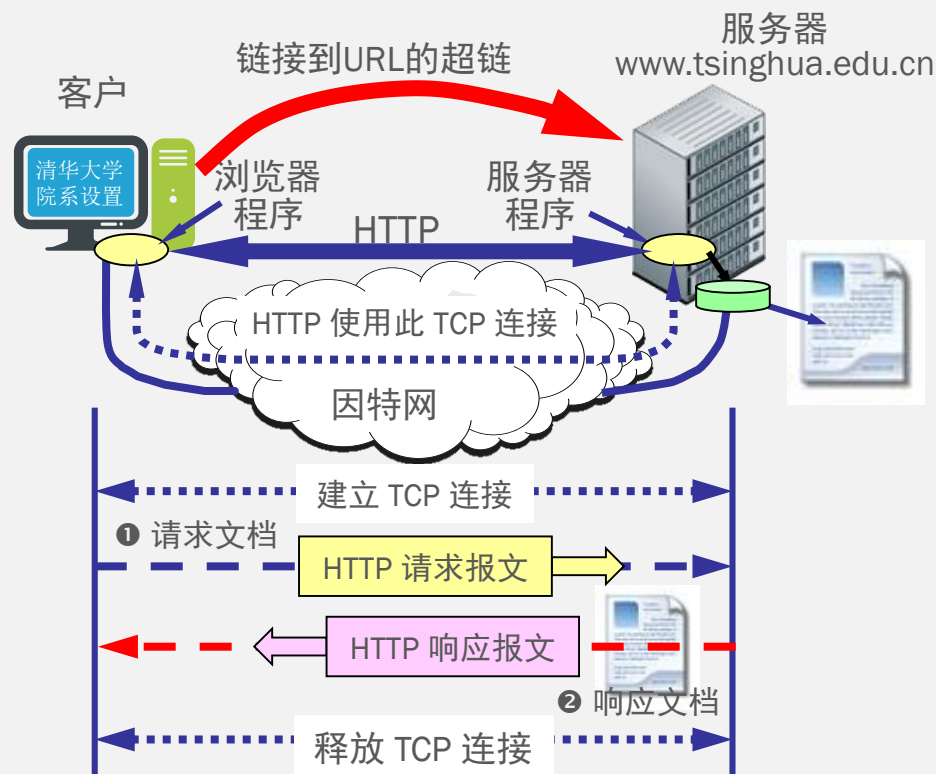 服务器
www.tsinghua.edu.cn
链接到URL的超链
客户
清华大学
院系设置
浏览器
程序
服务器
程序
HTTP
HTTP 使用此 TCP 连接
因特网
建立 TCP 连接
❶ 请求文档
HTTP 请求报文
HTTP 响应报文
❷ 响应文档
释放 TCP 连接